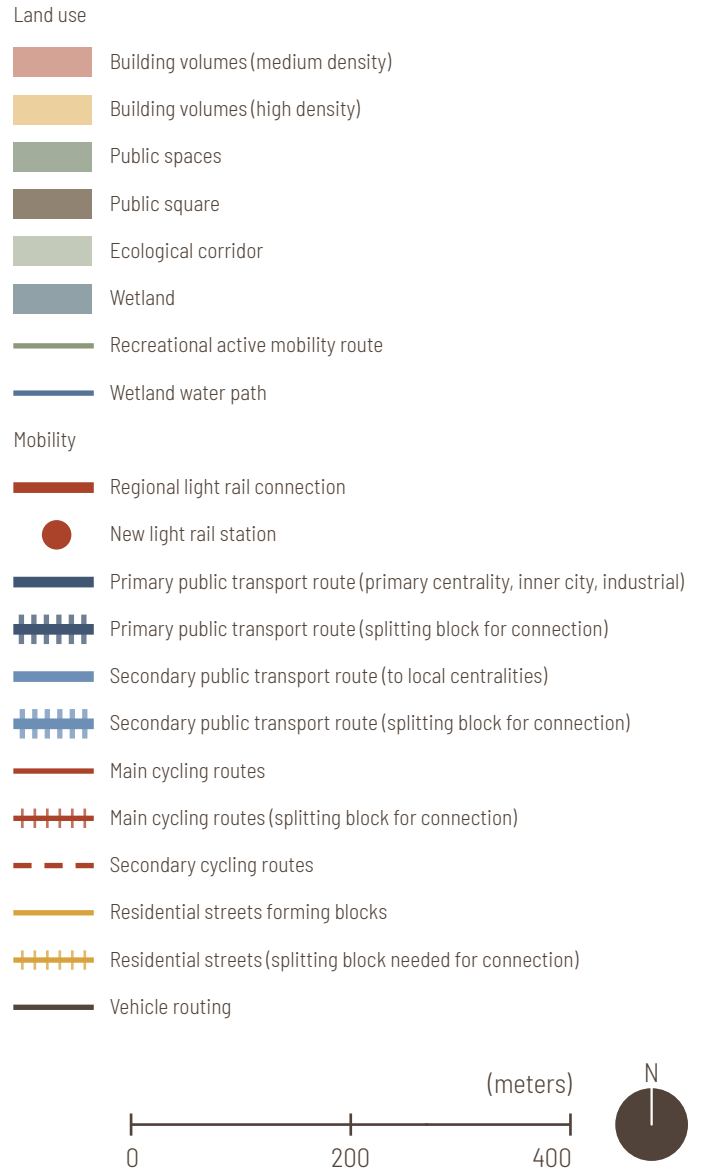 Land use
Building volumes (medium density)
Building volumes (high density)
Public spaces
Public square
Ecological corridor
Wetland
Recreational active mobility route
Wetland water path
Mobility
Regional light rail connection
New light rail station
Primary public transport route (primary centrality, inner city, industrial)
Primary public transport route (splitting block for connection)
Secondary public transport route (to local centralities)
Secondary public transport route (splitting block for connection)
Main cycling routes
Main cycling routes (splitting block for connection)
Secondary cycling routes
Residential streets forming blocks
Residential streets (splitting block needed for connection)
Vehicle routing
(meters)
N
0 200 400